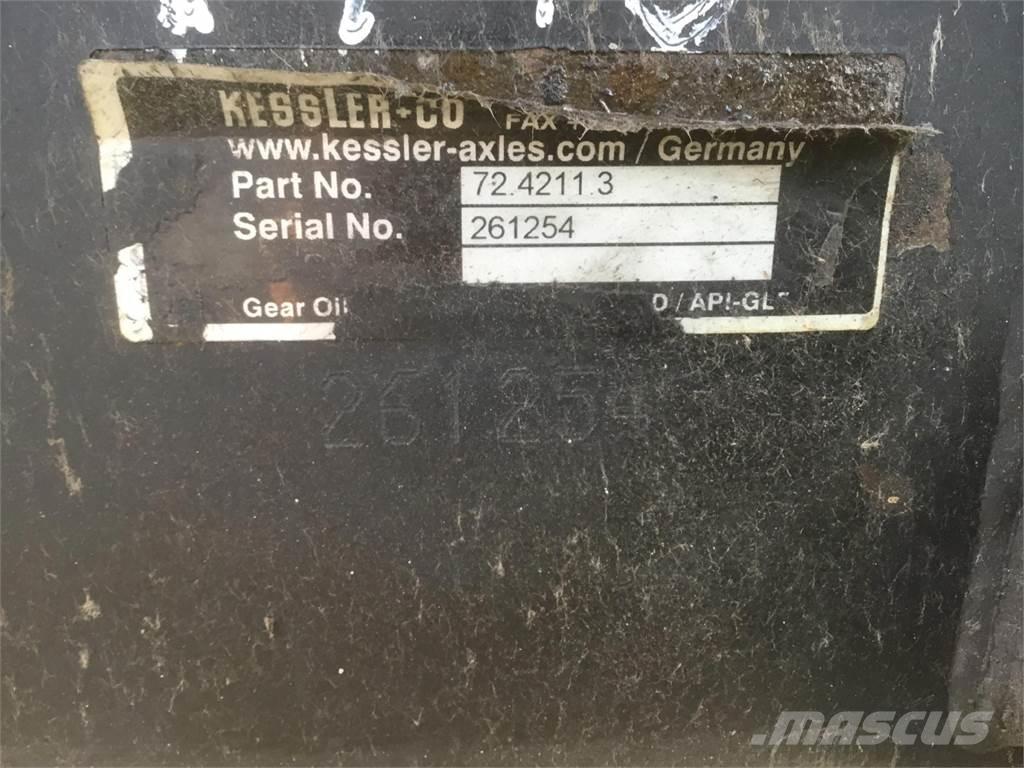 KESSLER+CO FAX
www.kessler-axles.com / Germany
Part No. 72.4211.3
Serial No. 261254
Gear Oil / API-GL
261254
MASCUS